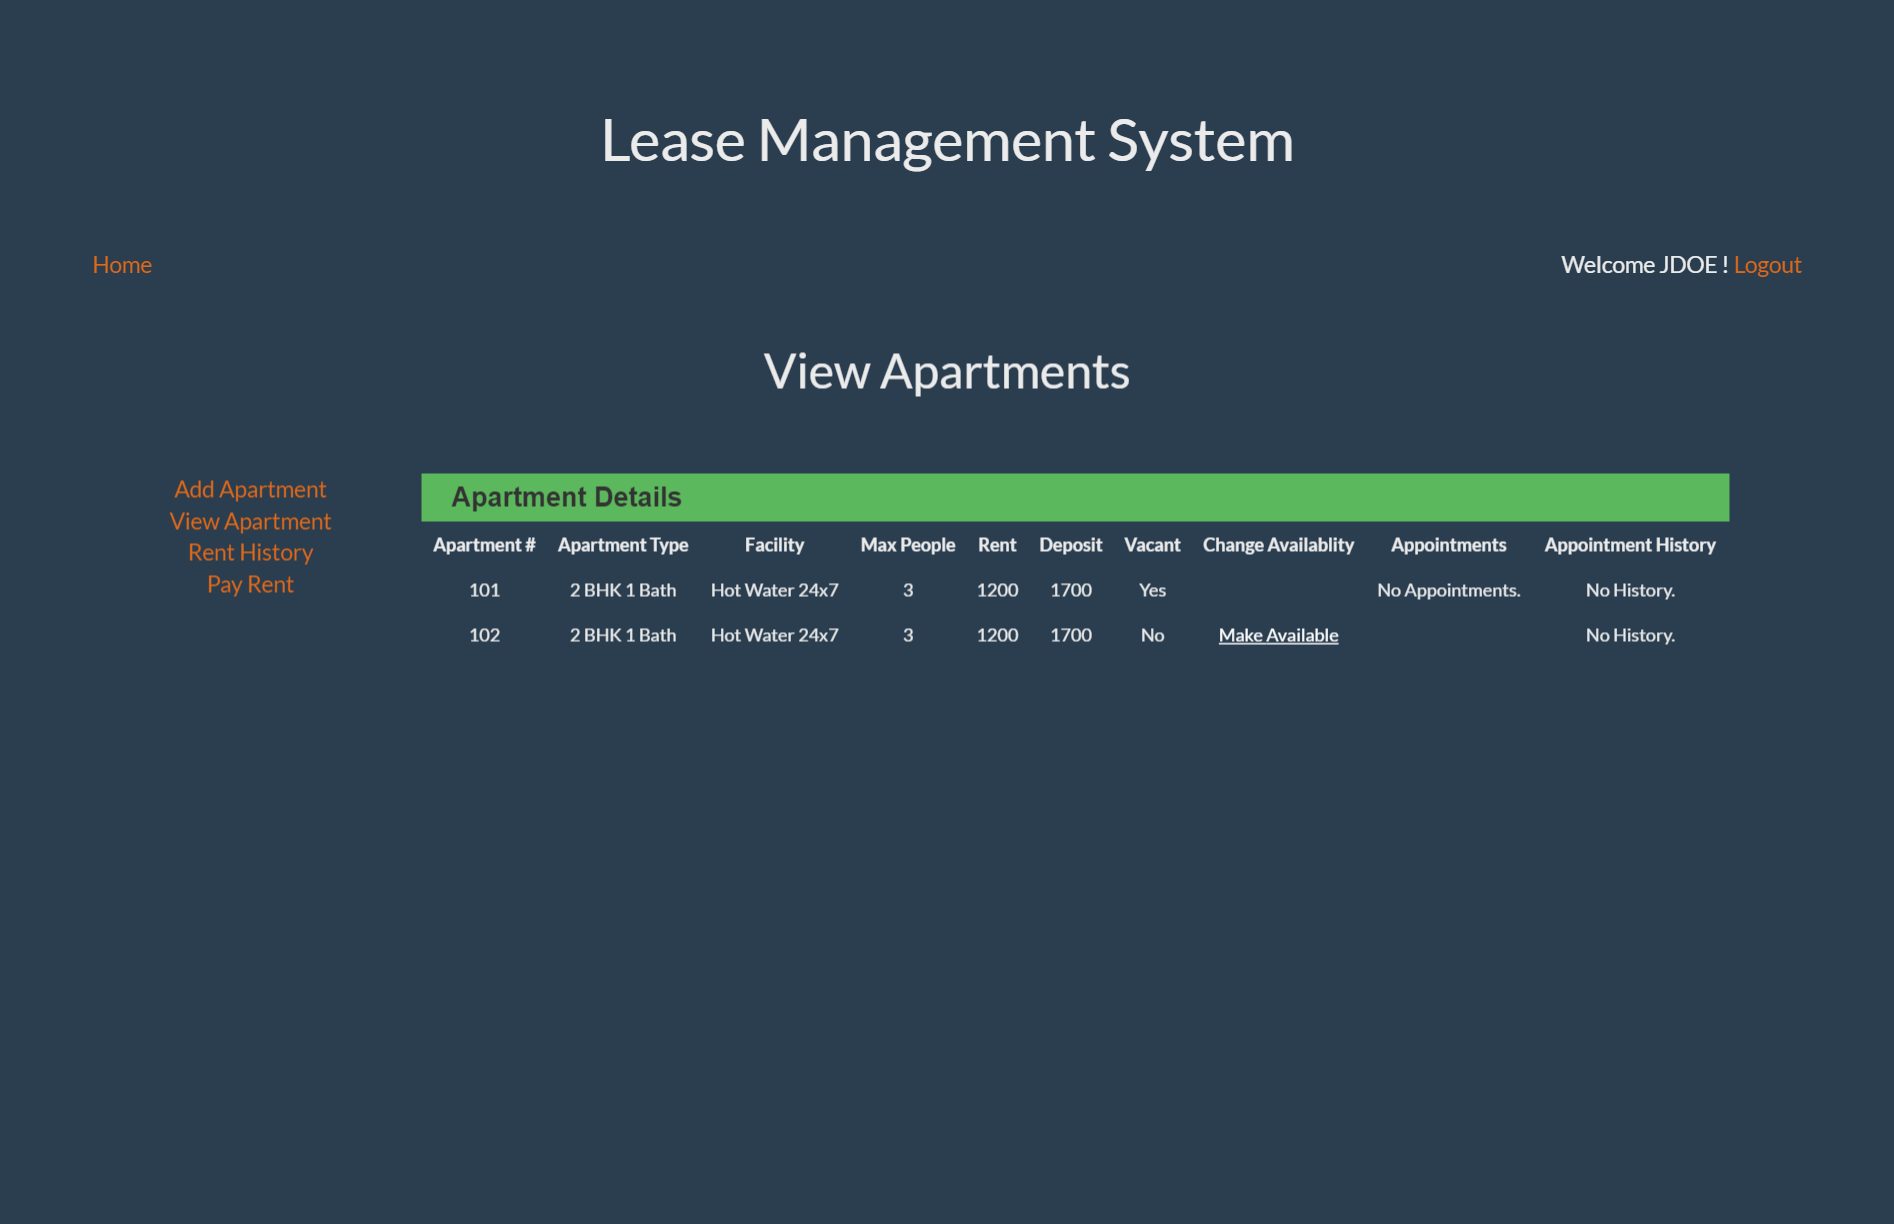 Lease Management System
Home
Welcome JDOE ! Logout
View Apartments
Add Apartment
View Apartment
Rent History
Pay Rent
Apartment Details
Apartment # Apartment Type Facility Max People Rent Deposit Vacant Change Availablity Appointments Appointment History
101 2 BHK 1 Bath Hot Water 24x7 3 1200 1700 Yes No Appointments. No History.
102 2 BHK 1 Bath Hot Water 24x7 3 1200 1700 No Make Available No History.